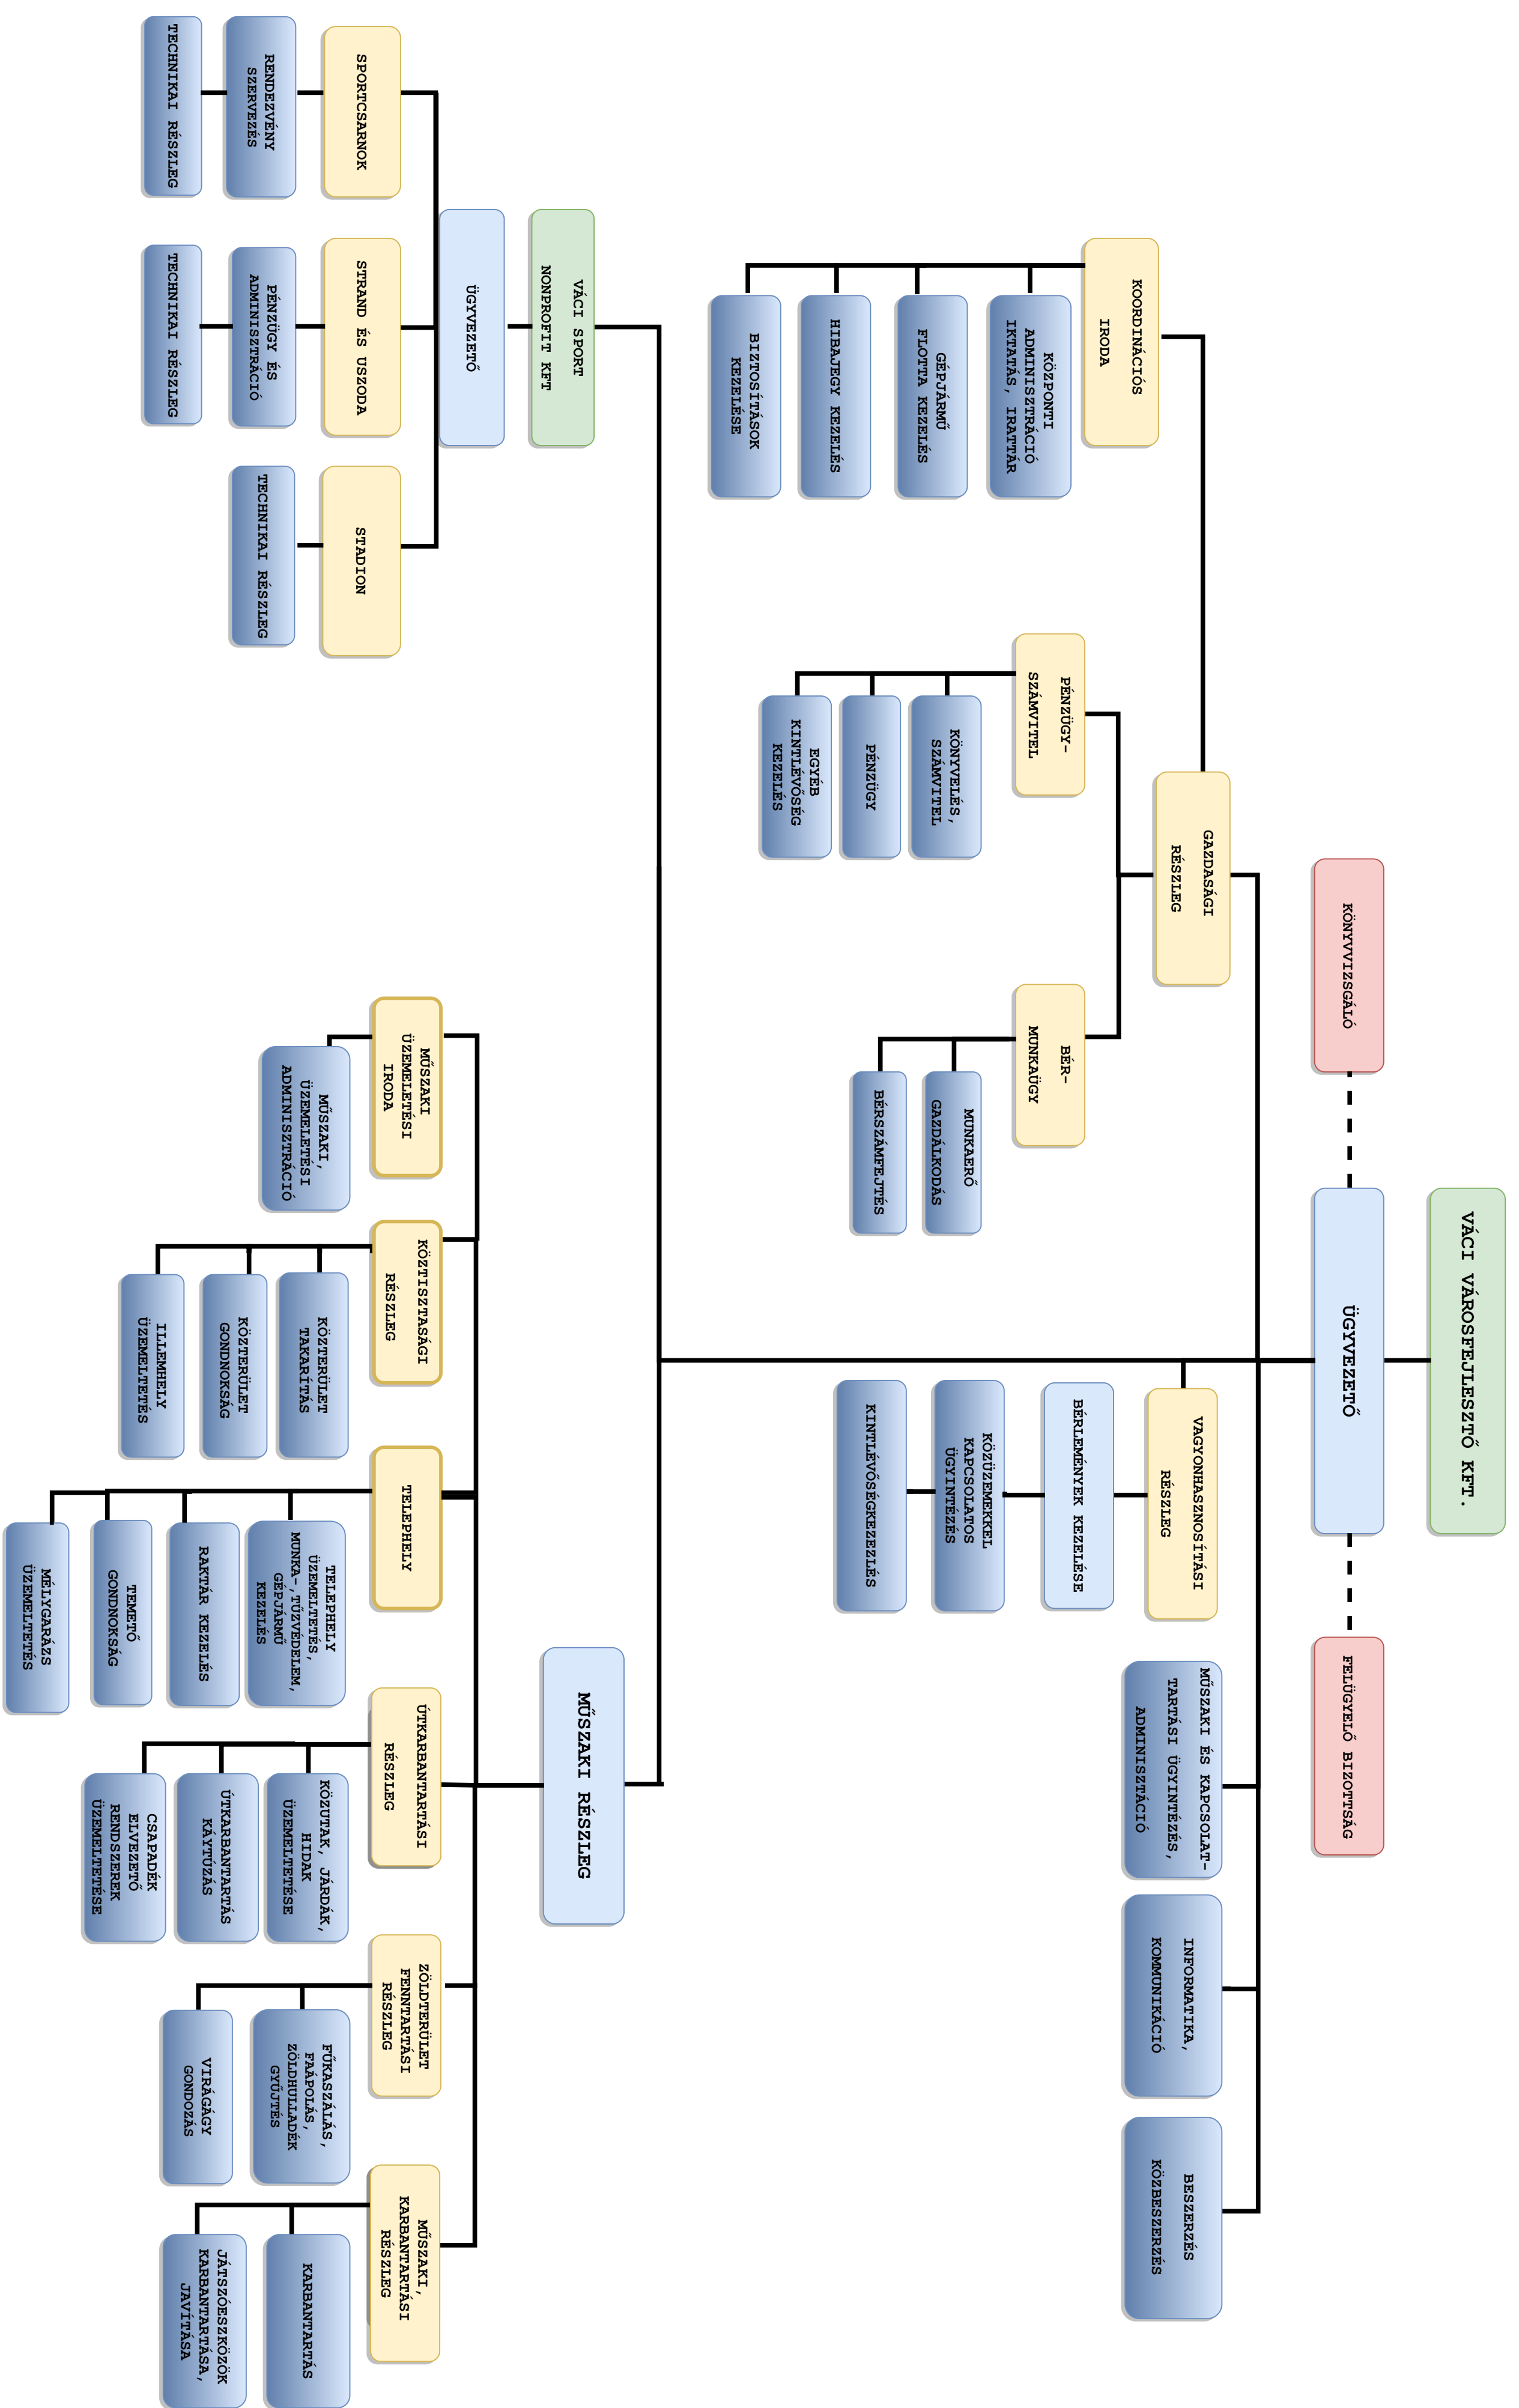 VÁCI VÁROSFEJLESZTŐ KFT.
KÖNYVVIZSGÁLÓ
ÜGYVEZETŐ
FELÜGYELŐ BIZOTTSÁG
GAZDASÁGI
RÉSZLEG
KOORDINÁCIÓS
IRODA
KÖZPONTI
ADMINISZTRÁCIÓ
IKTATÁS, IRATTÁR
GÉPJÁRMŰ
FLOTTA KEZELÉS
HIBAJEGY KEZELÉS
BIZTOSÍTÁSOK
KEZELÉSE
PÉNZÜGY-
SZÁMVITEL
KÖNYVELÉS,
SZÁMVITEL
PÉNZÜGY
EGYÉB
KINTLÉVŐSÉG
KEZELÉS
BÉR-
MUNKAÜGY
MUNKAERŐ
GAZDÁLKODÁS
BÉRSZÁMFEJTÉS
VAGYONHASZNOSÍTÁSI
RÉSZLEG
BÉRLEMÉNYEK KEZELÉSE
KÖZÜZEMEKKEL
KAPCSOLATOS
ÜGYINTÉZÉS
KINTLÉVŐSÉGKEZEZLÉS
MŰSZAKI ÉS KAPCSOLAT-
TARTÁSI ÜGYINTÉZÉS,
ADMINISZTÁCIÓ
INFORMATIKA,
KOMMUNIKÁCIÓ
BESZERZÉS
KÖZBESZERZÉS
VÁCI SPORT
NONPROFIT KFT
ÜGYVEZETŐ
SPORTCSARNOK
RENDEZVÉNY
SZERVEZÉS
TECHNIKAI RÉSZLEG
STRAND ÉS USZODA
PÉNZÜGY ÉS
ADMINISZTRÁCIÓ
TECHNIKAI RÉSZLEG
STADION
TECHNIKAI RÉSZLEG
MŰSZAKI RÉSZLEG
MŰSZAKI
ÜZEMELETÉSI
IRODA
MŰSZAKI,
ÜZEMELETÉSI
ADMINISZTRÁCIÓ
KÖZTISZTASÁGI
RÉSZLEG
KÖZTERÜLET
TAKARÍTÁS
KÖZTERÜLET
GONDNOKSÁG
ILLEMHELY
ÜZEMELTETÉS
TELEPHELY
TELEPHELY
ÜZEMELTETÉS,
MUNKA-,TŰZVÉDELEM,
GÉPJÁRMŰ
KEZELÉS
RAKTÁR KEZELÉS
TEMETŐ
GONDNOKSÁG
MÉLYGARÁZS
ÜZEMELTETÉS
ÚTKARBANTARTÁSI
RÉSZLEG
KÖZUTAK, JÁRDÁK,
HIDAK
ÜZEMELTETÉSE
ÚTKARBANTARTÁS
KÁYTÚZÁS
CSAPADÉK
ELVEZETŐ
RENDSZEREK
ÜZEMELTETÉSE
ZÖLDTERÜLET
FENNTARTÁSI
RÉSZLEG
FŰKASZÁLÁS,
FAÁPOLÁS,
ZÖLDHULLADÉK
GYŰJTÉS
VIRÁGÁGY
GONDOZÁS
MŰSZAKI,
KARBANTARTÁSI
RÉSZLEG
KARBANTARTÁS
JÁTSZÓESZKÖZÖK
KARBANTARTÁSA,
JAVÍTÁSA